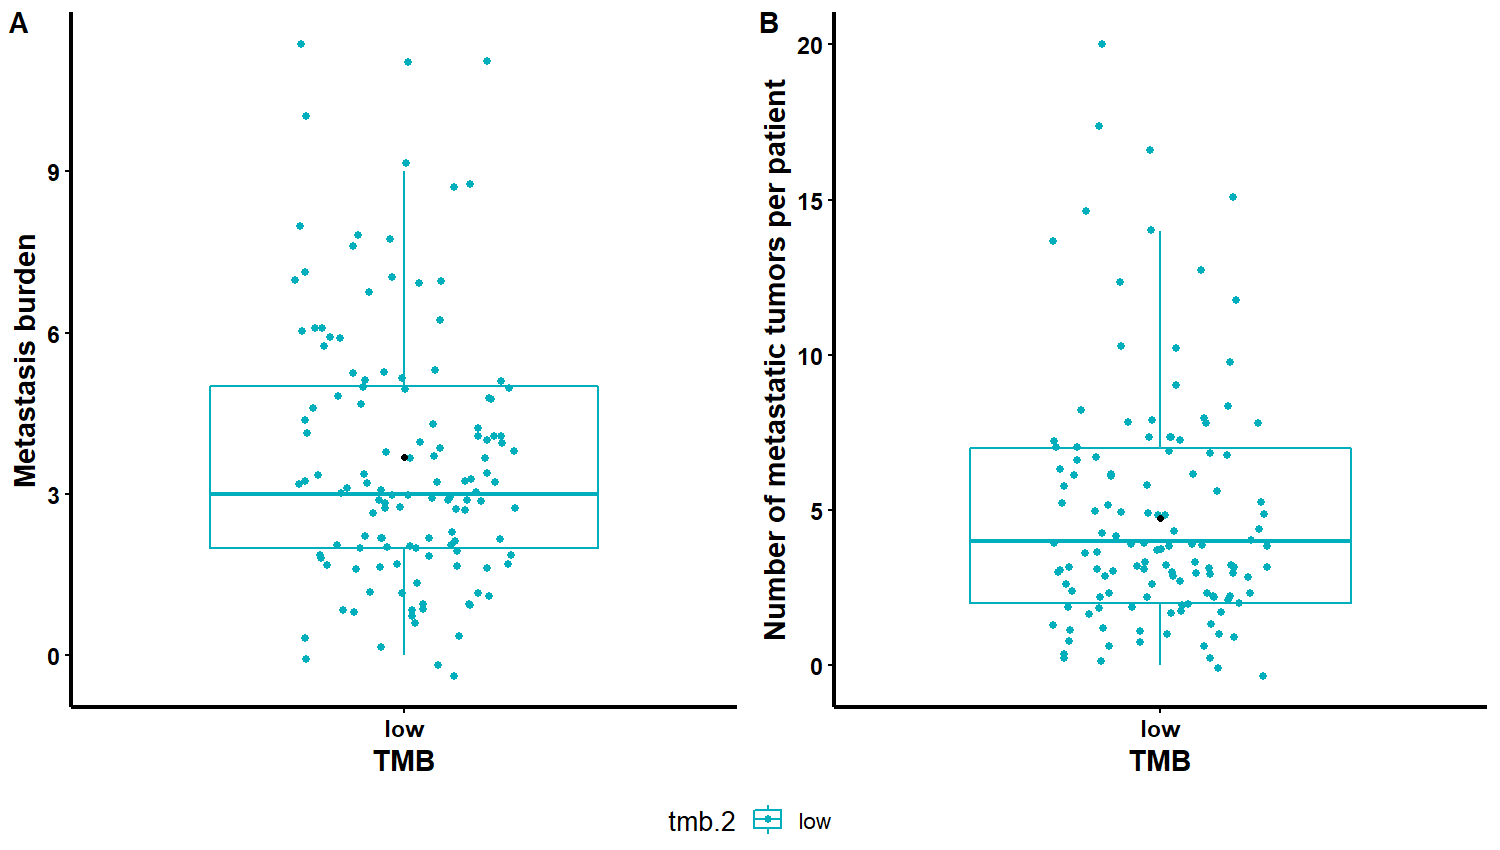 A
Metastasis burden
9
6
3
0
low
TMB
B
Number of metastatic tumors per patient
20
15
10
5
0
low
TMB
tmb.2 low